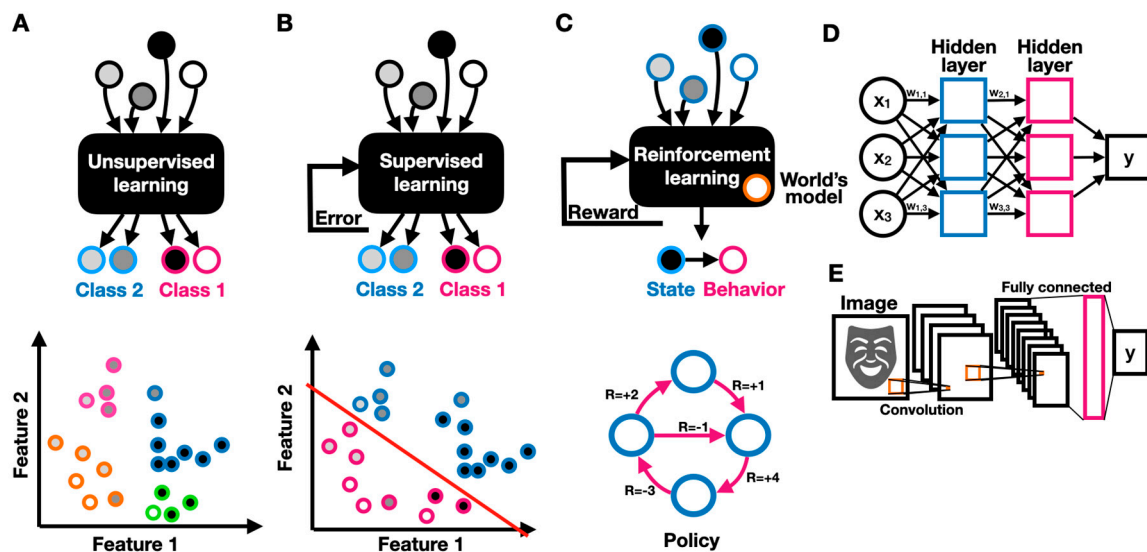 A
Unsupervised
learning
Class 2
Class 1
Feature 2
Feature 1
B
Supervised
learning
Error
Class 2
Class 1
Feature 2
Feature 1
C
Reinforcement
learning
World's
model
Reward
State
Behavior
R=+2
R=+1
R=-1
R=-3
R=+4
Policy
D
Hidden
layer
Hidden
layer
x1
x2
x3
w1,1
w2,1
w1,3
w3,3
y
E
Image
Fully connected
Convolution
y